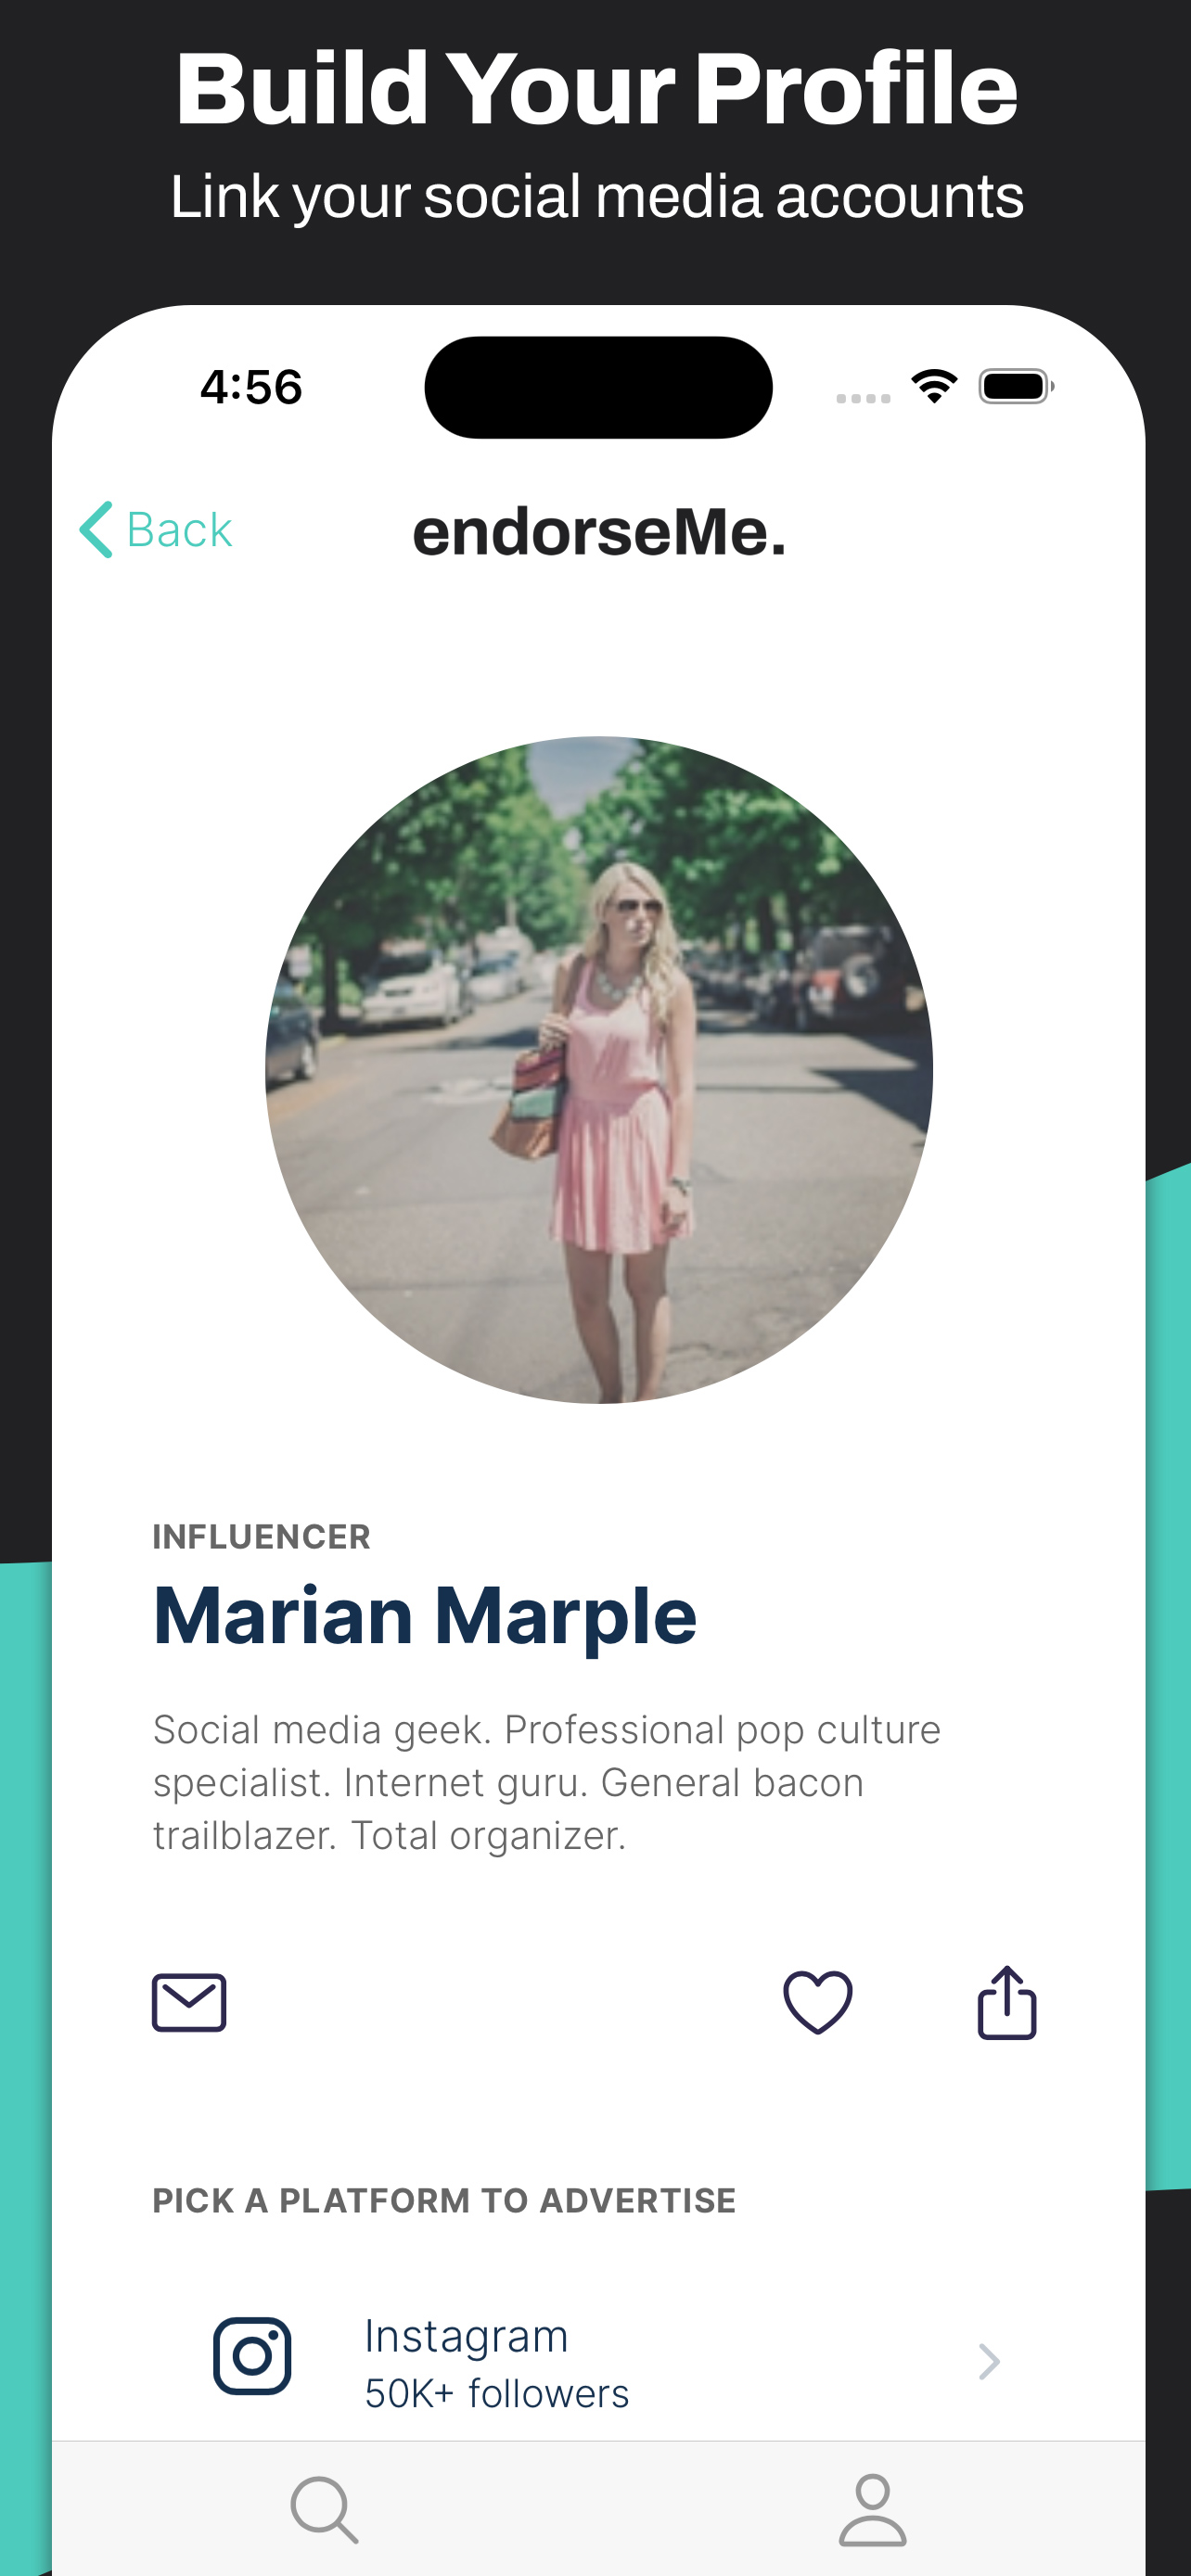 Build Your Profile
Link your social media accounts
4:56
Back
endorseMe.
INFLUENCER
Marian Marple
Social media geek. Professional pop culture
specialist. Internet guru. General bacon
trailblazer. Total organizer.
PICK A PLATFORM TO ADVERTISE
Instagram
50K+ followers